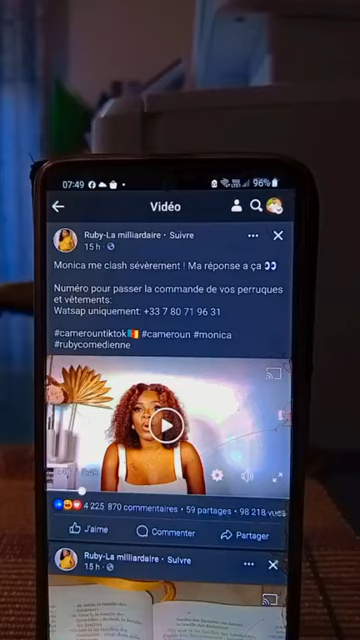 07:49
96%
Vidéo
Ruby-La milliardaire · Suivre
15 h ·
Monica me clash sévèrement ! Ma réponse a ça 👀
Numéro pour passer la commande de vos perruques
et vêtements:
Watsap uniquement: +33 7 80 71 96 31
#camerountiktok🇨🇲 #cameroun #monica
#rubycomedienne
4 225 870 commentaires · 59 partages · 98 218 vues
J'aime
Commenter
Partager
Ruby-La milliardaire · Suivre
15 h ·